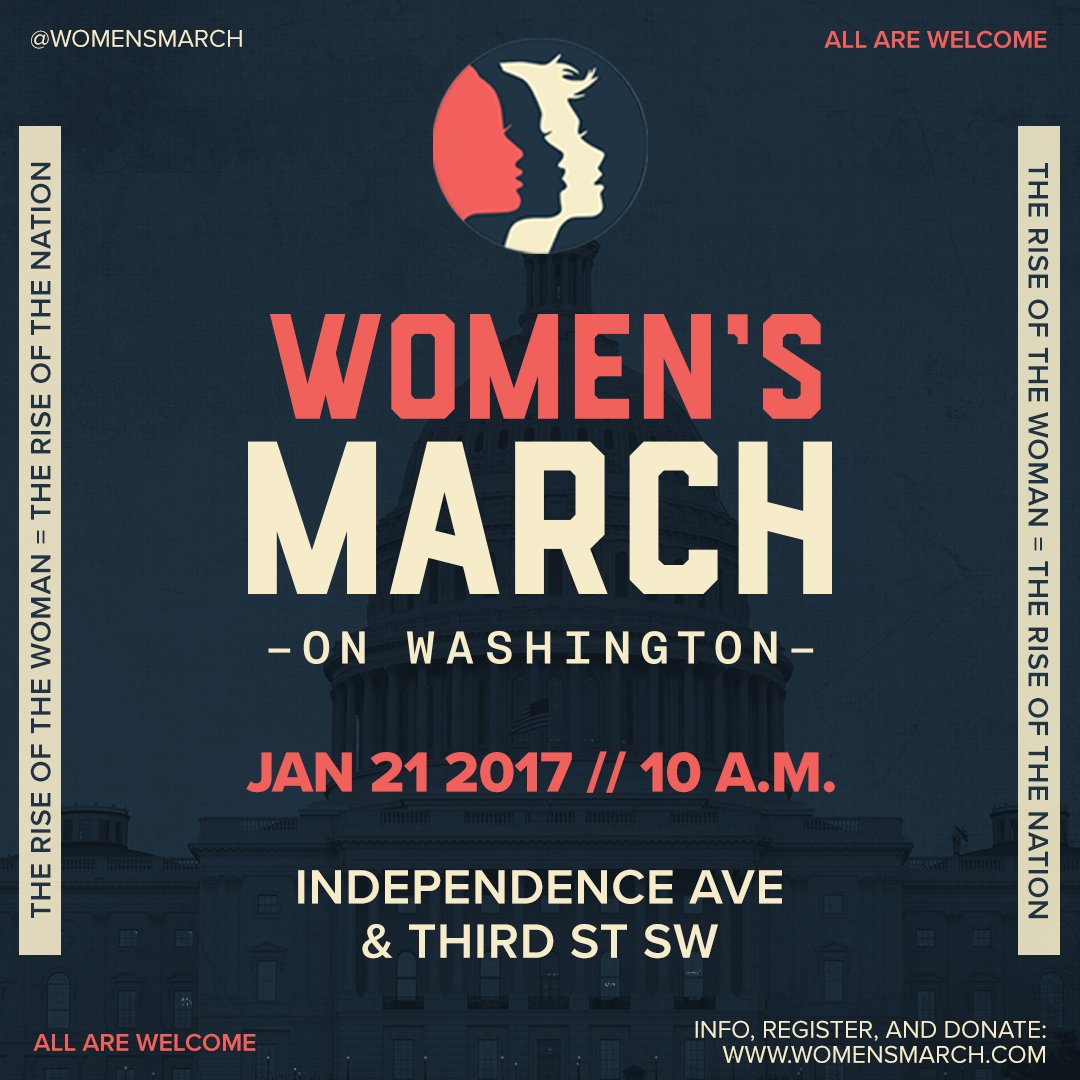 @WOMENSMARCH
ALL ARE WELCOME
THE RISE OF THE WOMAN = THE RISE OF THE NATION
WOMEN'S
MARCH
–ON WASHINGTON–
JAN 21 2017 // 10 A.M.
INDEPENDENCE AVE
& THIRD ST SW
THE RISE OF THE WOMAN = THE RISE OF THE NATION
ALL ARE WELCOME
INFO, REGISTER, AND DONATE:
WWW.WOMENSMARCH.COM